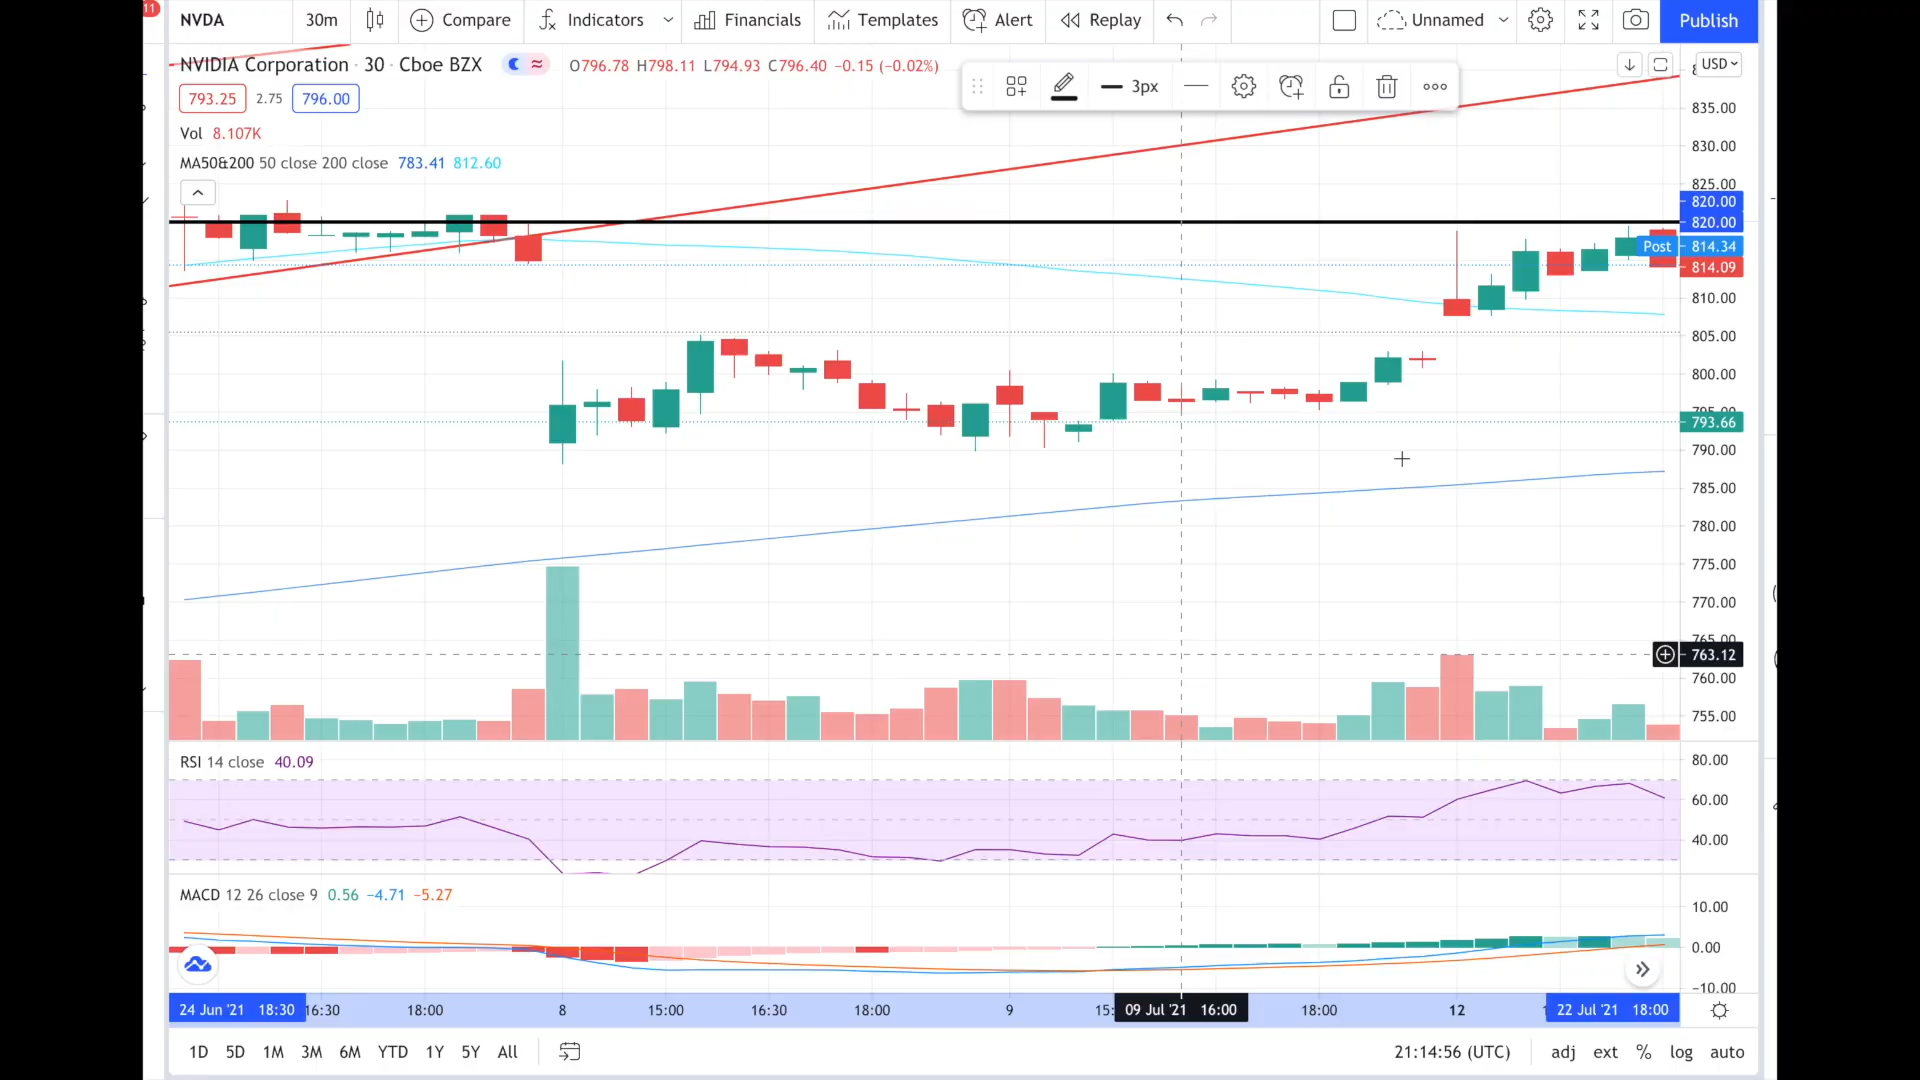 11
NVDA 30m Compare Indicators Financials Templates Alert Replay Unnamed Publish
NVIDIA Corporation · 30 · Cboe BZX O796.78 H798.11 L794.93 C796.40 −0.15 (−0.02%)
3px
USD
793.25 2.75 796.00
Vol 8.107K
MA50&200 50 close 200 close 783.41 812.60
835.00
830.00
825.00
820.00
820.00
Post 814.34
814.09
810.00
805.00
800.00
795.00
793.66
790.00
785.00
780.00
775.00
770.00
765.00
763.12
760.00
755.00
RSI 14 close 40.09
80.00
60.00
40.00
MACD 12 26 close 9 0.56 −4.71 −5.27
10.00
0.00
−10.00
24 Jun '21 18:30 16:30 18:00 8 15:00 16:30 18:00 9 15: 09 Jul '21 16:00 18:00 12 22 Jul '21 18:00
1D 5D 1M 3M 6M YTD 1Y 5Y All 21:14:56 (UTC) adj ext % log auto